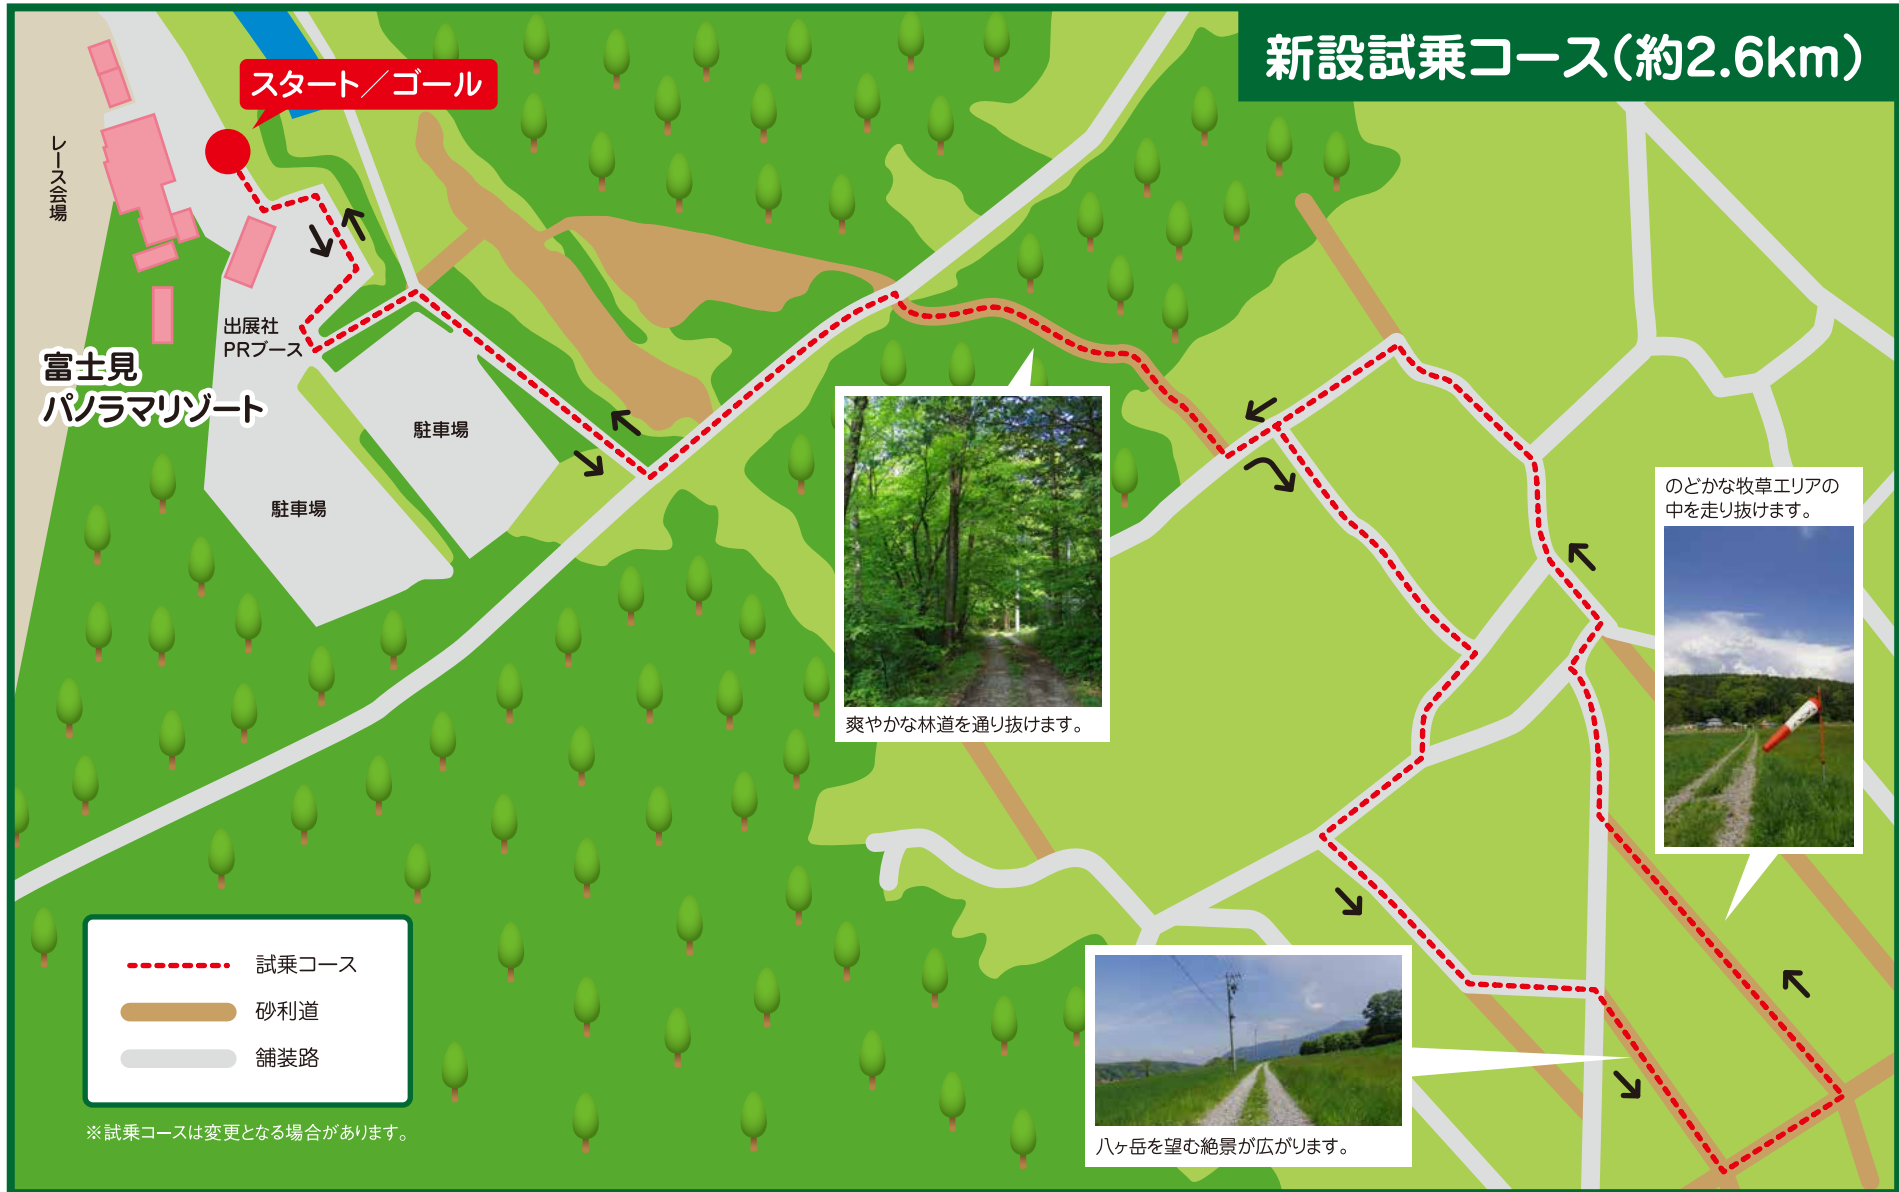 新設試乗コース（約2.6km）
スタート／ゴール
レース会場
出展社
PRブース
富士見
パノラマリゾート
駐車場
駐車場
のどかな牧草エリアの
中を走り抜けます。
爽やかな林道を通り抜けます。
八ヶ岳を望む絶景が広がります。
試乗コース
砂利道
舗装路
※試乗コースは変更となる場合があります。